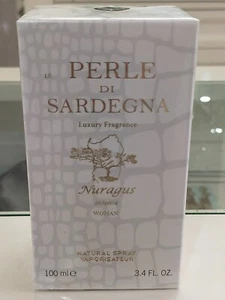 LE PERLE
DI
SARDEGNA
Luxury Fragrance
Nuragus
WOMAN
NATURAL SPRAY
VAPORISATEUR
100 ml e 3.4 FL. OZ.